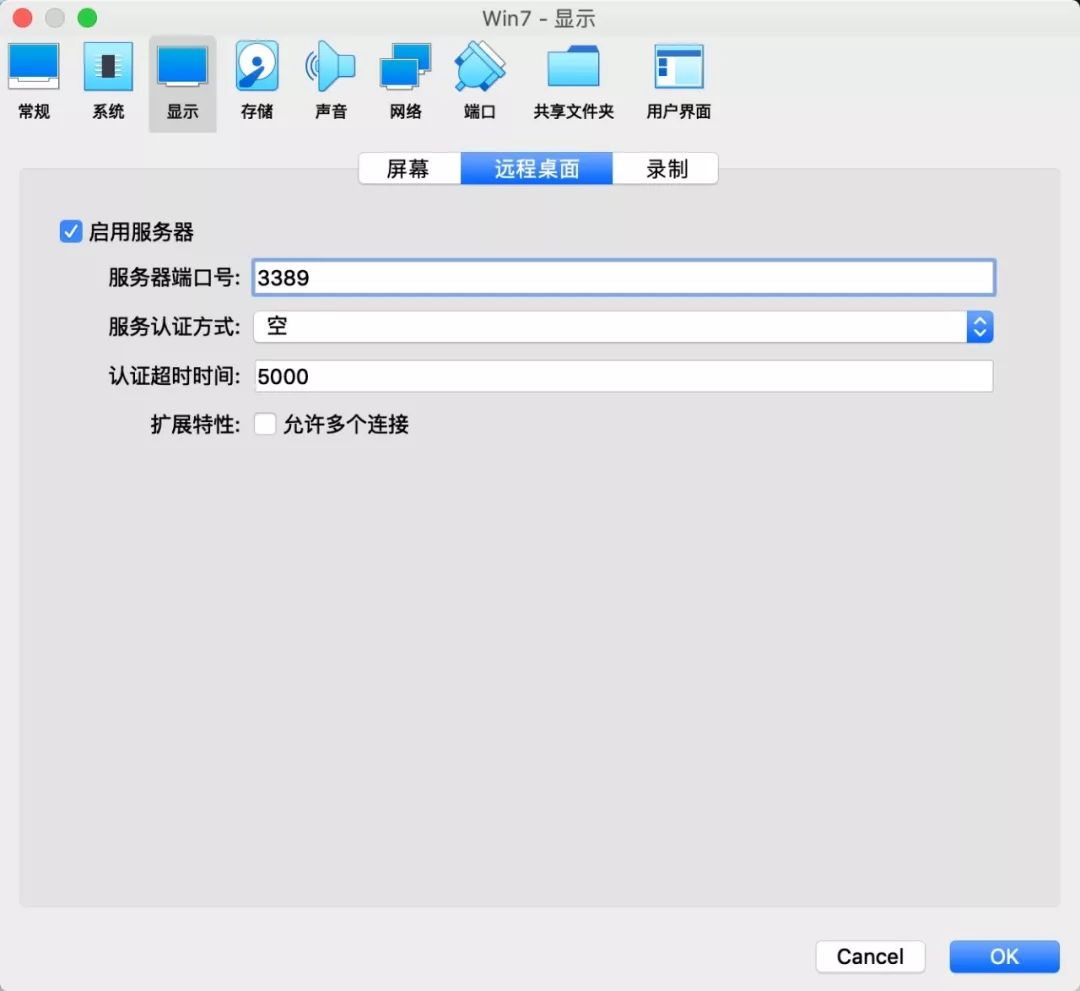 Win7 - 显示
常规 系统 显示 存储 声音 网络 端口 共享文件夹 用户界面
屏幕 远程桌面 录制
启用服务器
服务器端口号: 3389
服务认证方式: 空
认证超时时间: 5000
扩展特性: 允许多个连接
Cancel OK